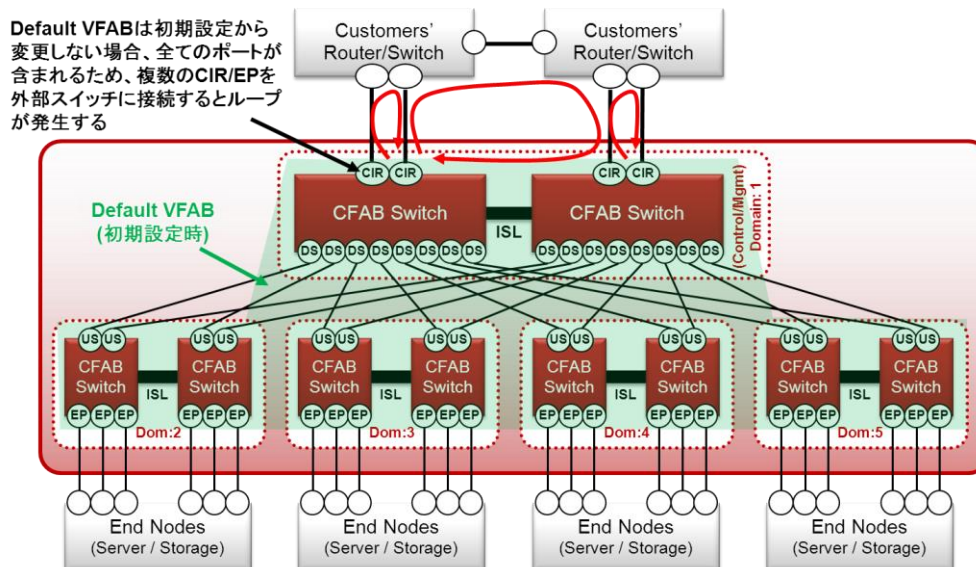 Default VFABは初期設定から
変更しない場合、全てのポートが
含まれるため、複数のCIR/EPを
外部スイッチに接続するとループ
が発生する
Customers’
Router/Switch
Customers’
Router/Switch
CIR CIR
CIR CIR
Default VFAB
(初期設定時)
CFAB Switch
ISL
CFAB Switch
(Control/Mgmt)
Domain: 1
DS DS DS DS DS DS DS DS
DS DS DS DS DS DS DS DS
US US
US US
US US
US US
US US
US US
US US
US US
CFAB
Switch
ISL
CFAB
Switch
CFAB
Switch
ISL
CFAB
Switch
CFAB
Switch
ISL
CFAB
Switch
CFAB
Switch
ISL
CFAB
Switch
EP EP EP
EP EP EP
EP EP EP
EP EP EP
EP EP EP
EP EP EP
EP EP EP
EP EP EP
Dom:2
Dom:3
Dom:4
Dom:5
End Nodes
(Server / Storage)
End Nodes
(Server / Storage)
End Nodes
(Server / Storage)
End Nodes
(Server / Storage)